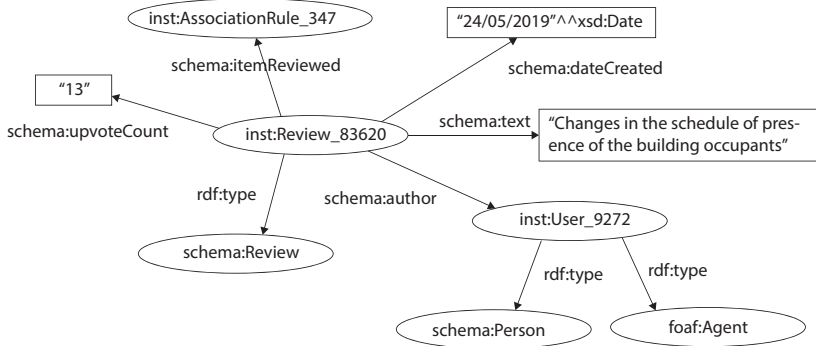 inst:AssociationRule_347
"24/05/2019"^^xsd:Date
schema:itemReviewed
schema:dateCreated
"13"
schema:upvoteCount
inst:Review_83620
schema:text
"Changes in the schedule of pres-
ence of the building occupants"
rdf:type
schema:author
inst:User_9272
schema:Review
rdf:type
rdf:type
schema:Person
foaf:Agent